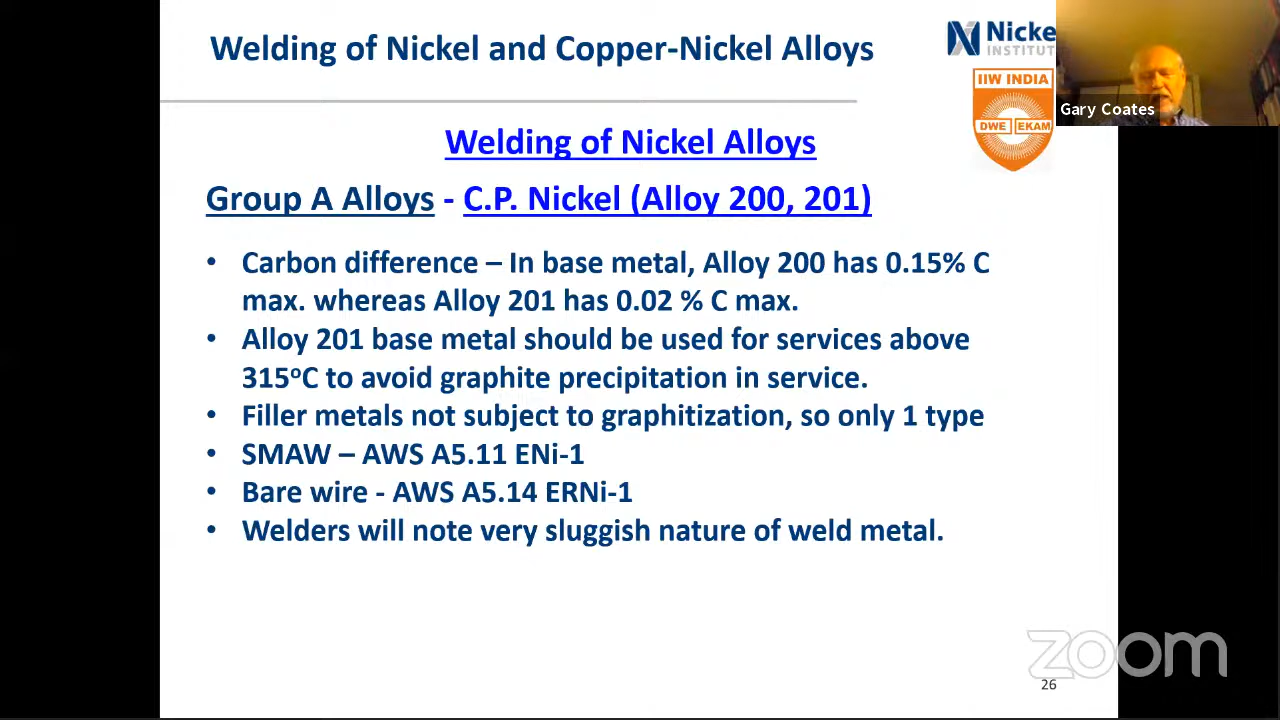 Welding of Nickel and Copper-Nickel Alloys
Nicke
INSTITUT
IIW INDIA
DWE EKAM
Gary Coates
Welding of Nickel Alloys
Group A Alloys - C.P. Nickel (Alloy 200, 201)
• Carbon difference – In base metal, Alloy 200 has 0.15% C
max. whereas Alloy 201 has 0.02 % C max.
• Alloy 201 base metal should be used for services above
315°C to avoid graphite precipitation in service.
• Filler metals not subject to graphitization, so only 1 type
• SMAW – AWS A5.11 ENi-1
• Bare wire - AWS A5.14 ERNi-1
• Welders will note very sluggish nature of weld metal.
zoom
26